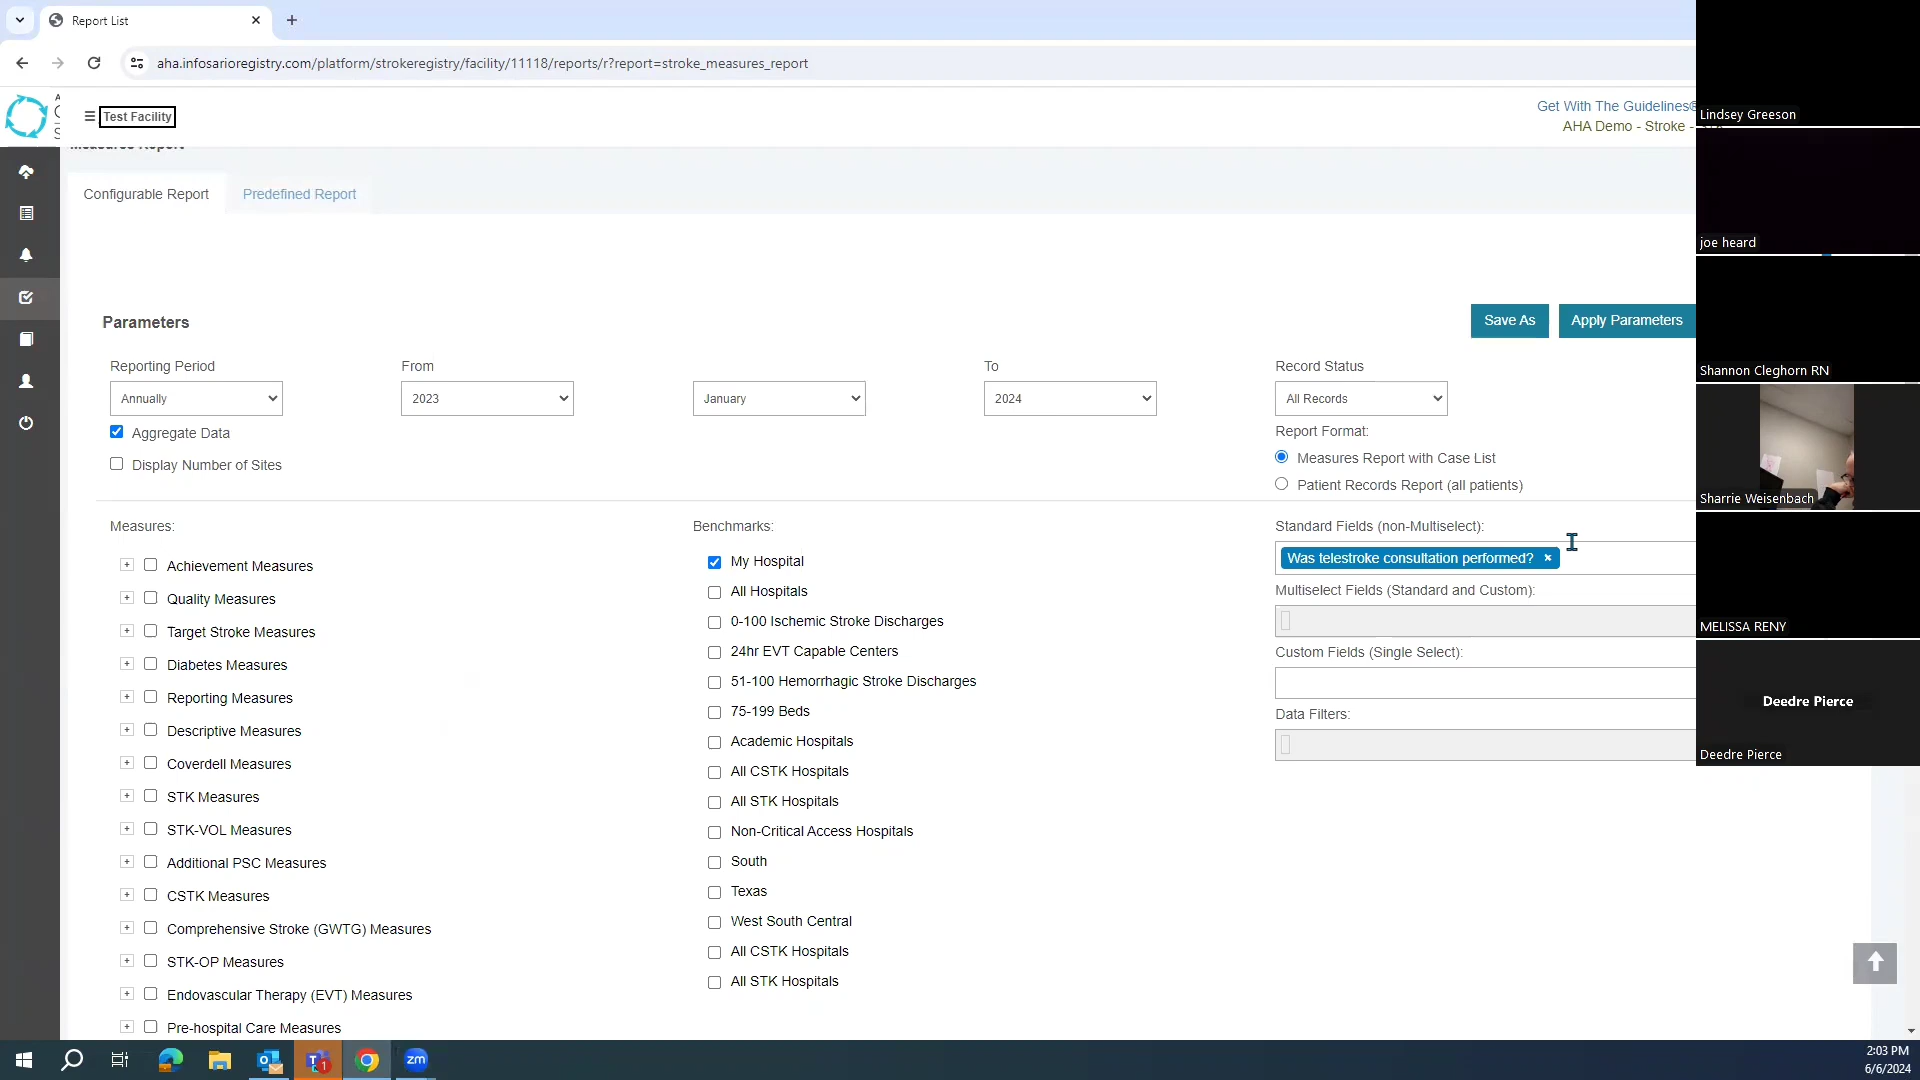 Report List
aha.infosarioregistry.com/platform/strokeregistry/facility/11118/reports/r?report=stroke_measures_report
Test Facility
Get With The Guidelines®
AHA Demo - Stroke -
Measures Report
Configurable Report
Predefined Report
Parameters
Save As
Apply Parameters
Reporting Period
From
To
Record Status
Annually
2023
January
2024
All Records
Aggregate Data
Display Number of Sites
Report Format:
Measures Report with Case List
Patient Records Report (all patients)
Measures:
Achievement Measures
Quality Measures
Target Stroke Measures
Diabetes Measures
Reporting Measures
Descriptive Measures
Coverdell Measures
STK Measures
STK-VOL Measures
Additional PSC Measures
CSTK Measures
Comprehensive Stroke (GWTG) Measures
STK-OP Measures
Endovascular Therapy (EVT) Measures
Pre-hospital Care Measures
Benchmarks:
My Hospital
All Hospitals
0-100 Ischemic Stroke Discharges
24hr EVT Capable Centers
51-100 Hemorrhagic Stroke Discharges
75-199 Beds
Academic Hospitals
All CSTK Hospitals
All STK Hospitals
Non-Critical Access Hospitals
South
Texas
West South Central
All CSTK Hospitals
All STK Hospitals
Standard Fields (non-Multiselect):
Was telestroke consultation performed? ×
Multiselect Fields (Standard and Custom):
Custom Fields (Single Select):
Data Filters:
Lindsey Greeson
joe heard
Shannon Cleghorn RN
Sharrie Weisenbach
MELISSA RENY
Deedre Pierce
Deedre Pierce
zm
2:03 PM
6/6/2024